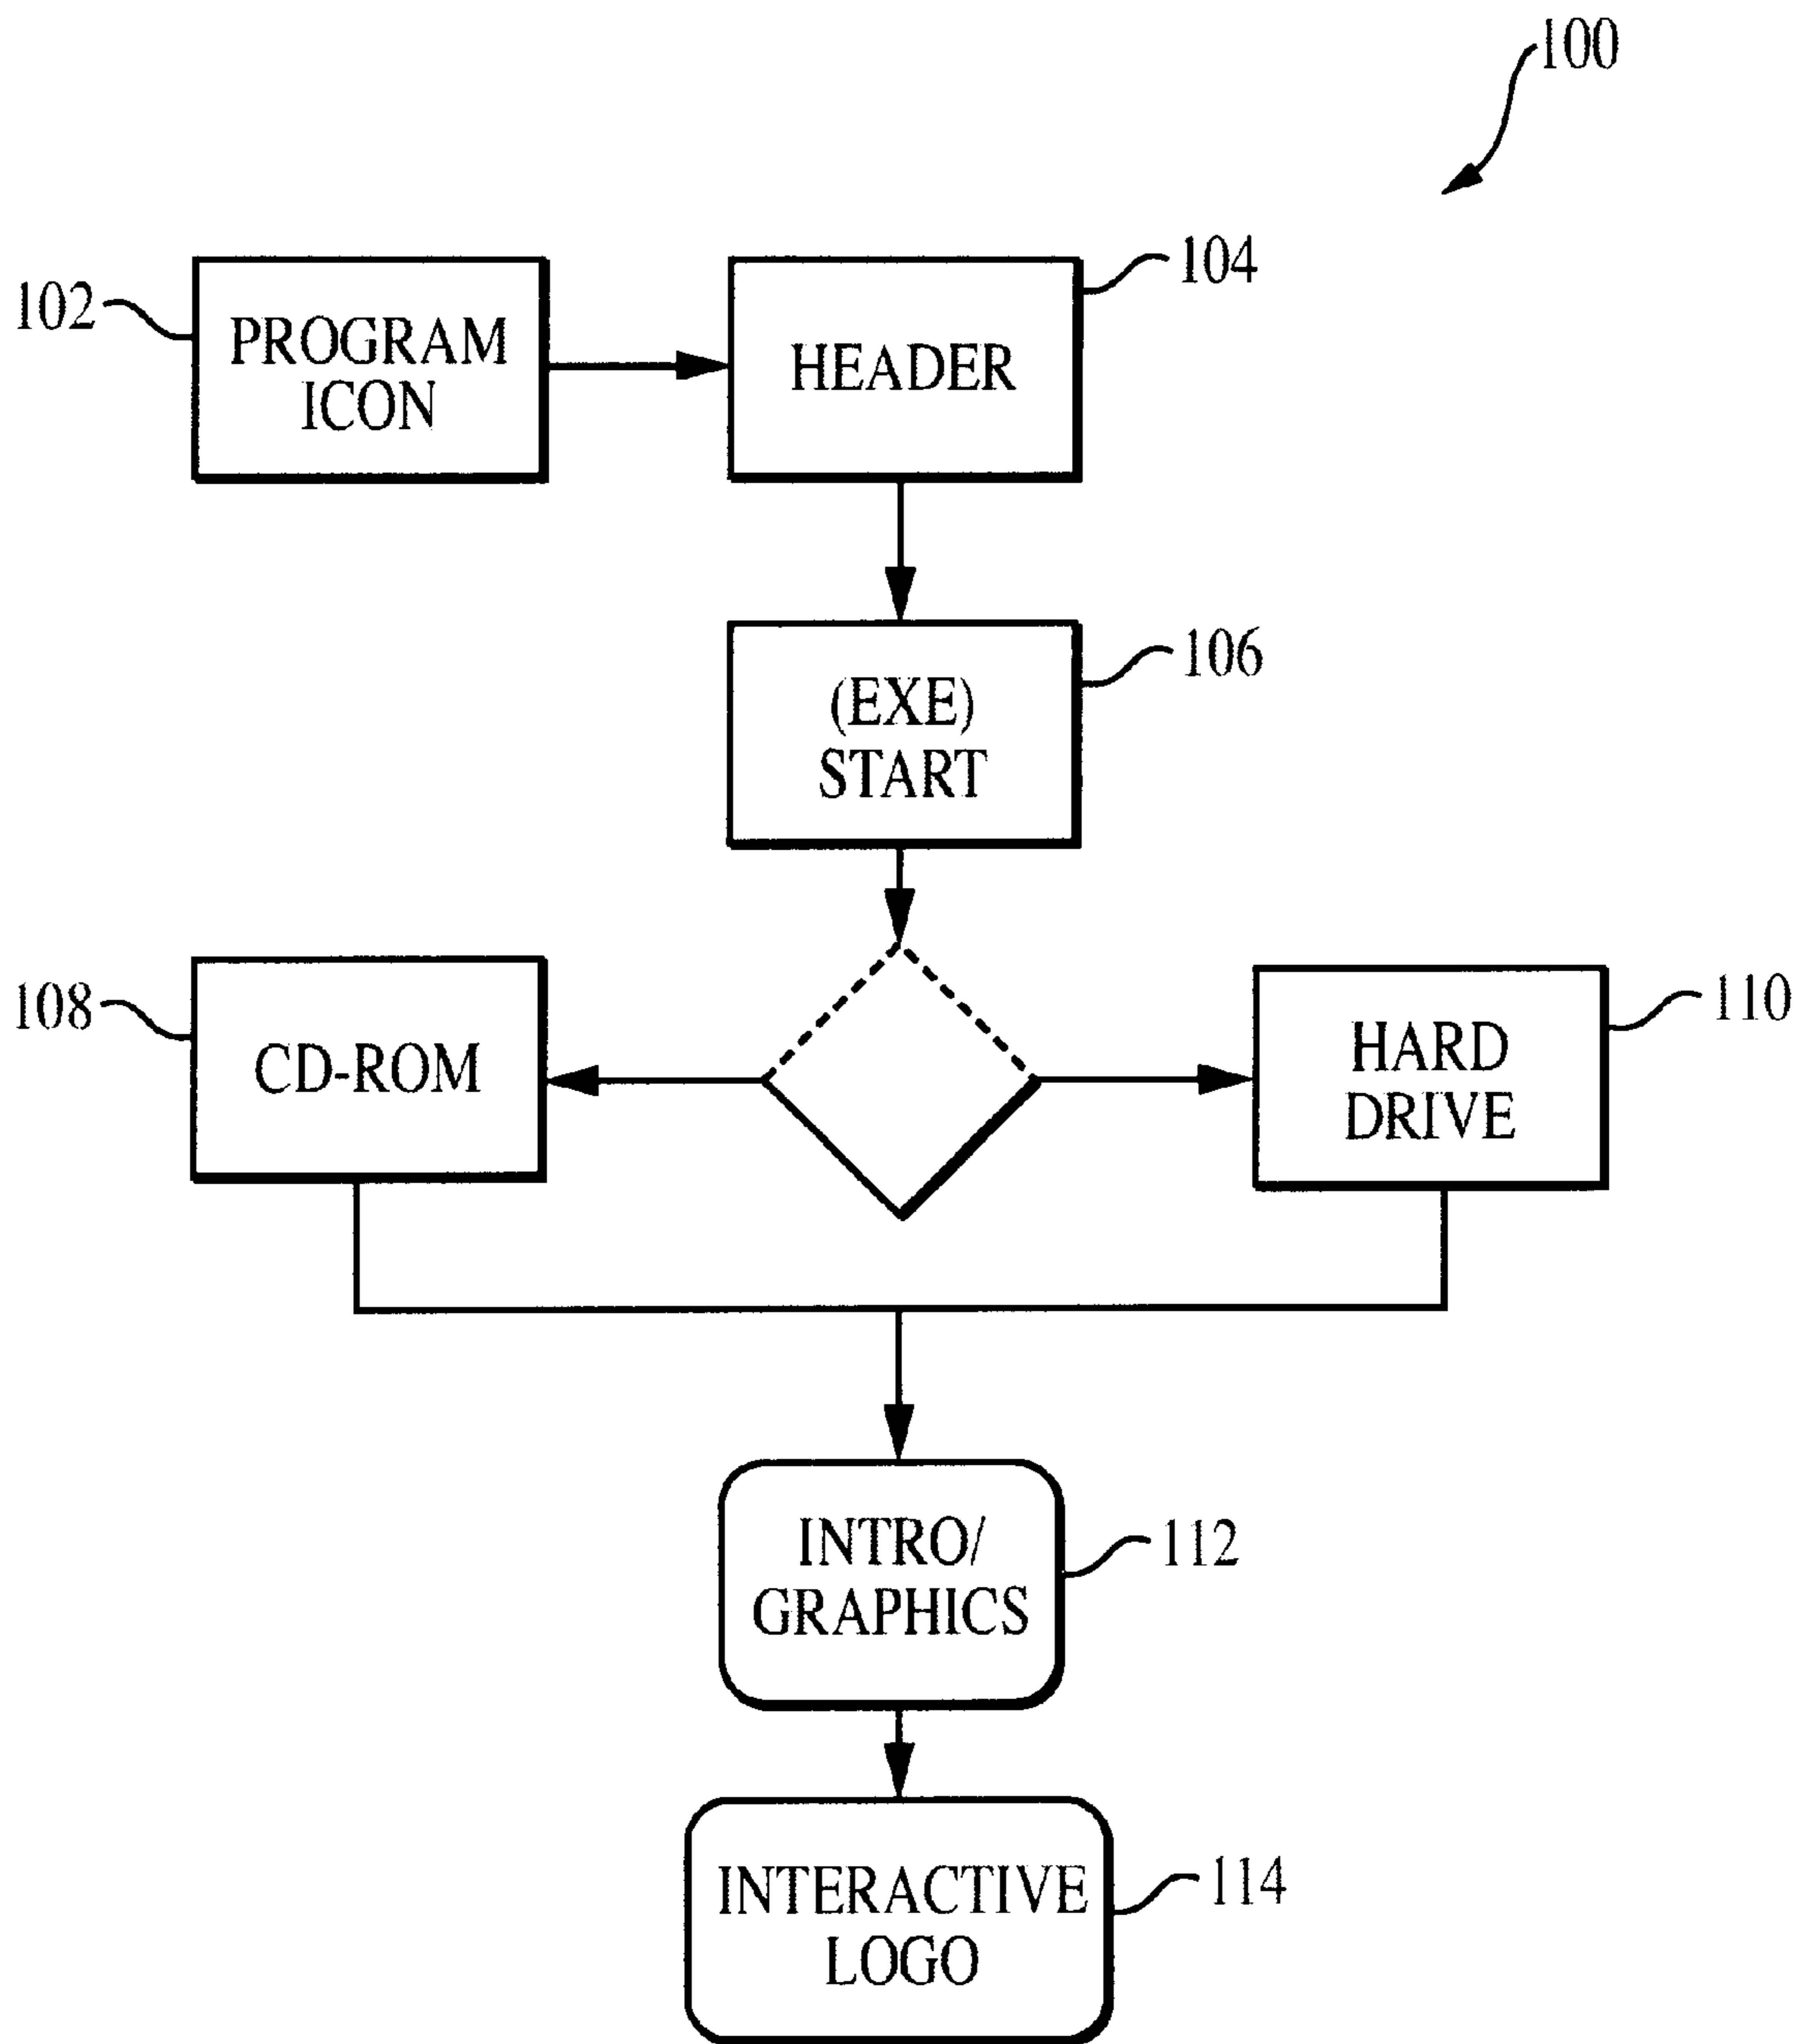 100
102
PROGRAM
ICON
104
HEADER
106
(EXE)
START
108
CD-ROM
110
HARD
DRIVE
112
INTRO/
GRAPHICS
114
INTERACTIVE
LOGO